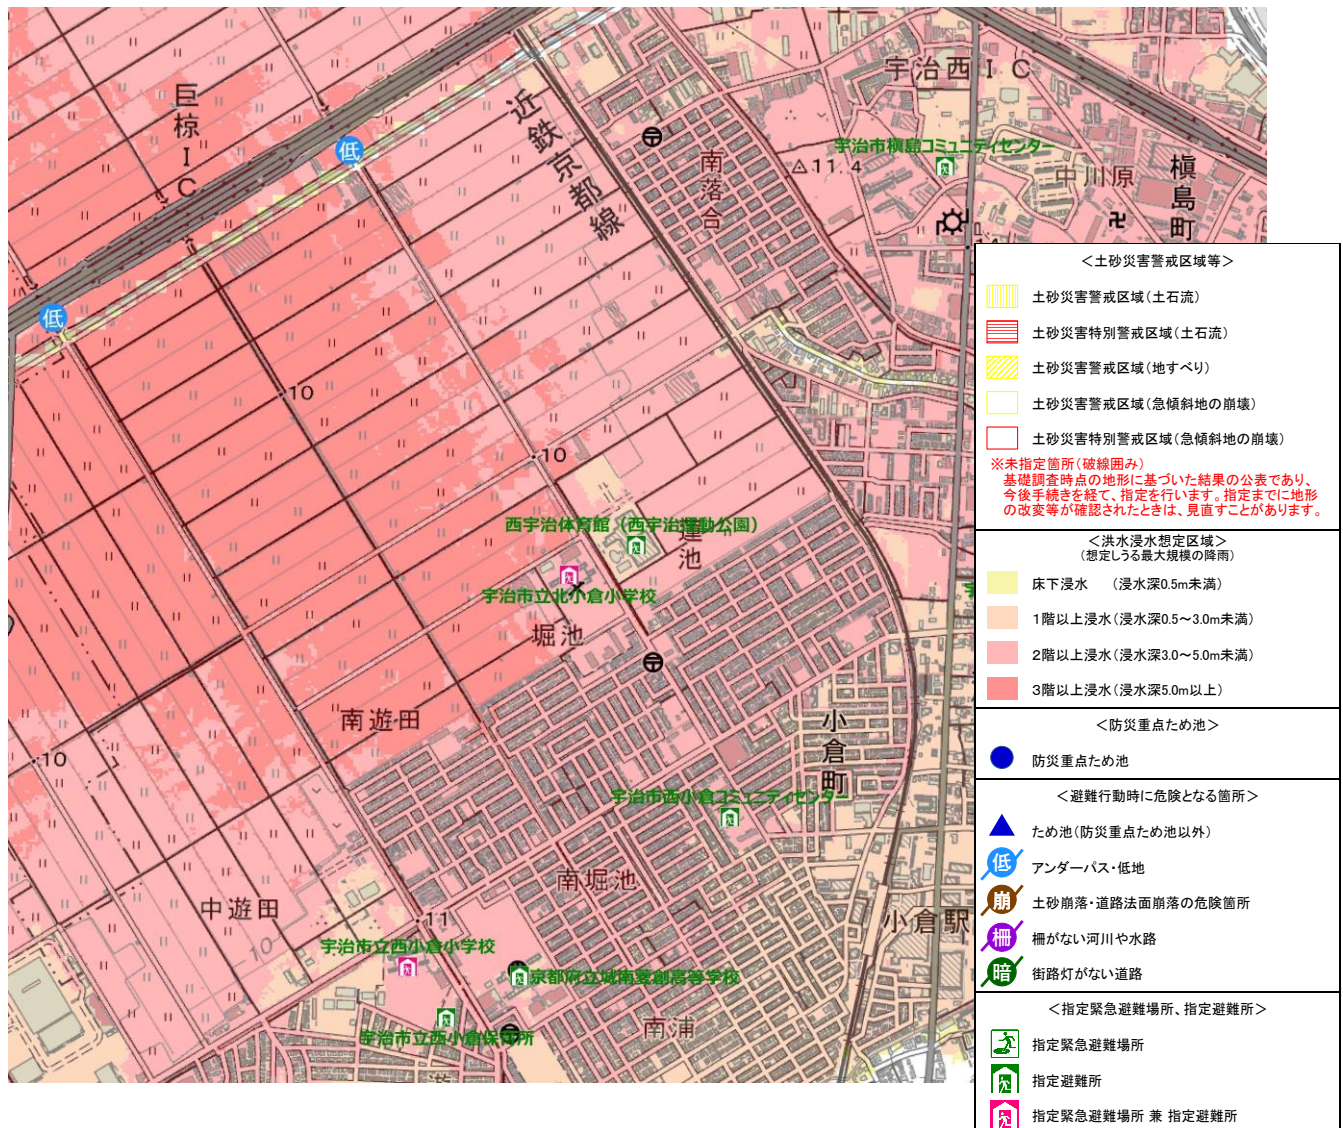 宇治西ＩＣ
巨椋ＩＣ
低
近鉄京都線
南落合
11.4
宇治市槇島コミュニティセンター
中川原
槇島町
低
10
10
西宇治体育館（西宇治運動公園）
蓮池
宇治市立北小倉小学校
堀池
南遊田
小倉町
10
宇治市西小倉コミュニティセンター
南堀池
中遊田
11
小倉駅
10
宇治市立西小倉小学校
京都府立城南菱創高等学校
宇治市立西小倉保育所
南浦
遊
＜土砂災害警戒区域等＞
土砂災害警戒区域（土石流）
土砂災害特別警戒区域（土石流）
土砂災害警戒区域（地すべり）
土砂災害警戒区域（急傾斜地の崩壊）
土砂災害特別警戒区域（急傾斜地の崩壊）
※未指定箇所（破線囲み）
基礎調査時点の地形に基づいた結果の公表であり、
今後手続きを経て、指定を行います。指定までに地形
の改変等が確認されたときは、見直すことがあります。
＜洪水浸水想定区域＞
（想定しうる最大規模の降雨）
床下浸水　（浸水深0.5m未満）
１階以上浸水（浸水深0.5～3.0m未満）
２階以上浸水（浸水深3.0～5.0m未満）
３階以上浸水（浸水深5.0m以上）
＜防災重点ため池＞
防災重点ため池
＜避難行動時に危険となる箇所＞
ため池（防災重点ため池以外）
低 アンダーパス・低地
崩 土砂崩落・道路法面崩落の危険箇所
柵 柵がない河川や水路
暗 街路灯がない道路
＜指定緊急避難場所、指定避難所＞
指定緊急避難場所
指定避難所
指定緊急避難場所 兼 指定避難所